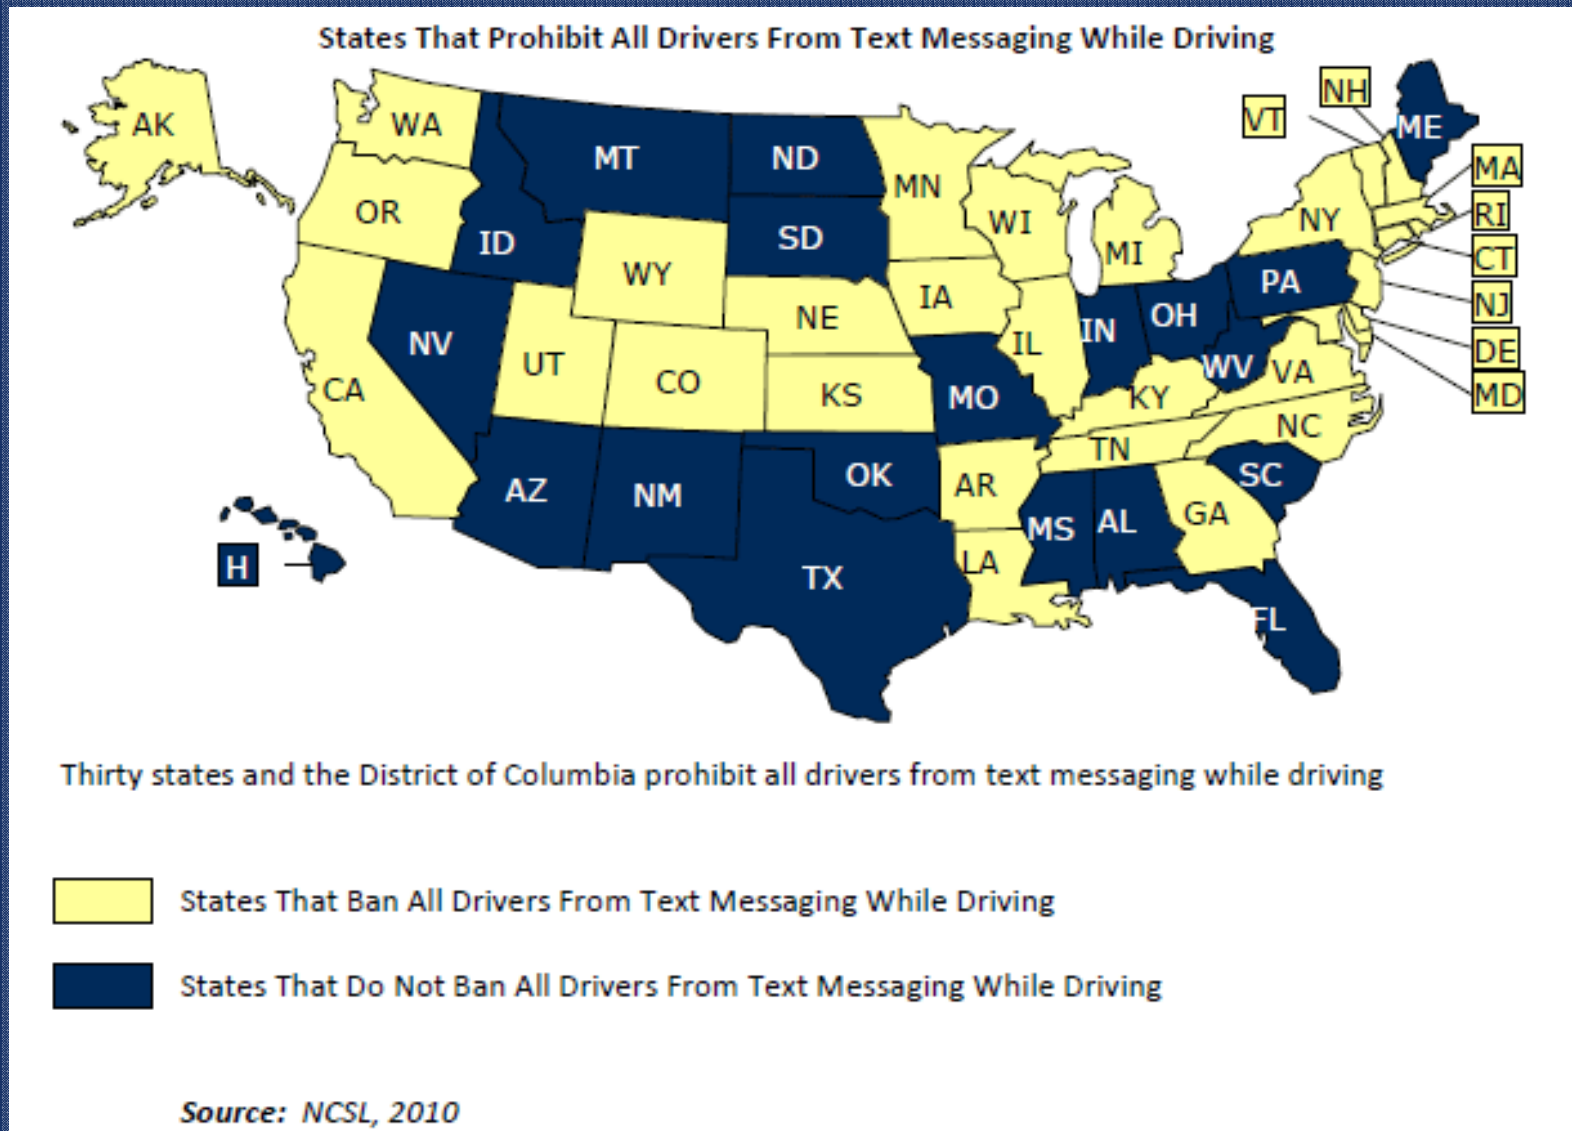 States That Prohibit All Drivers From Text Messaging While Driving
AK
WA
MT
ND
MN
VT
NH
ME
MA
OR
ID
SD
WI
MI
NY
RI
CT
WY
IA
PA
NJ
NV
NE
IL
IN
OH
DE
UT
CO
KS
MO
KY
WV
VA
MD
CA
AZ
NM
OK
AR
TN
NC
SC
MS
AL
GA
H
TX
LA
FL
Thirty states and the District of Columbia prohibit all drivers from text messaging while driving
States That Ban All Drivers From Text Messaging While Driving
States That Do Not Ban All Drivers From Text Messaging While Driving
Source: NCSL, 2010